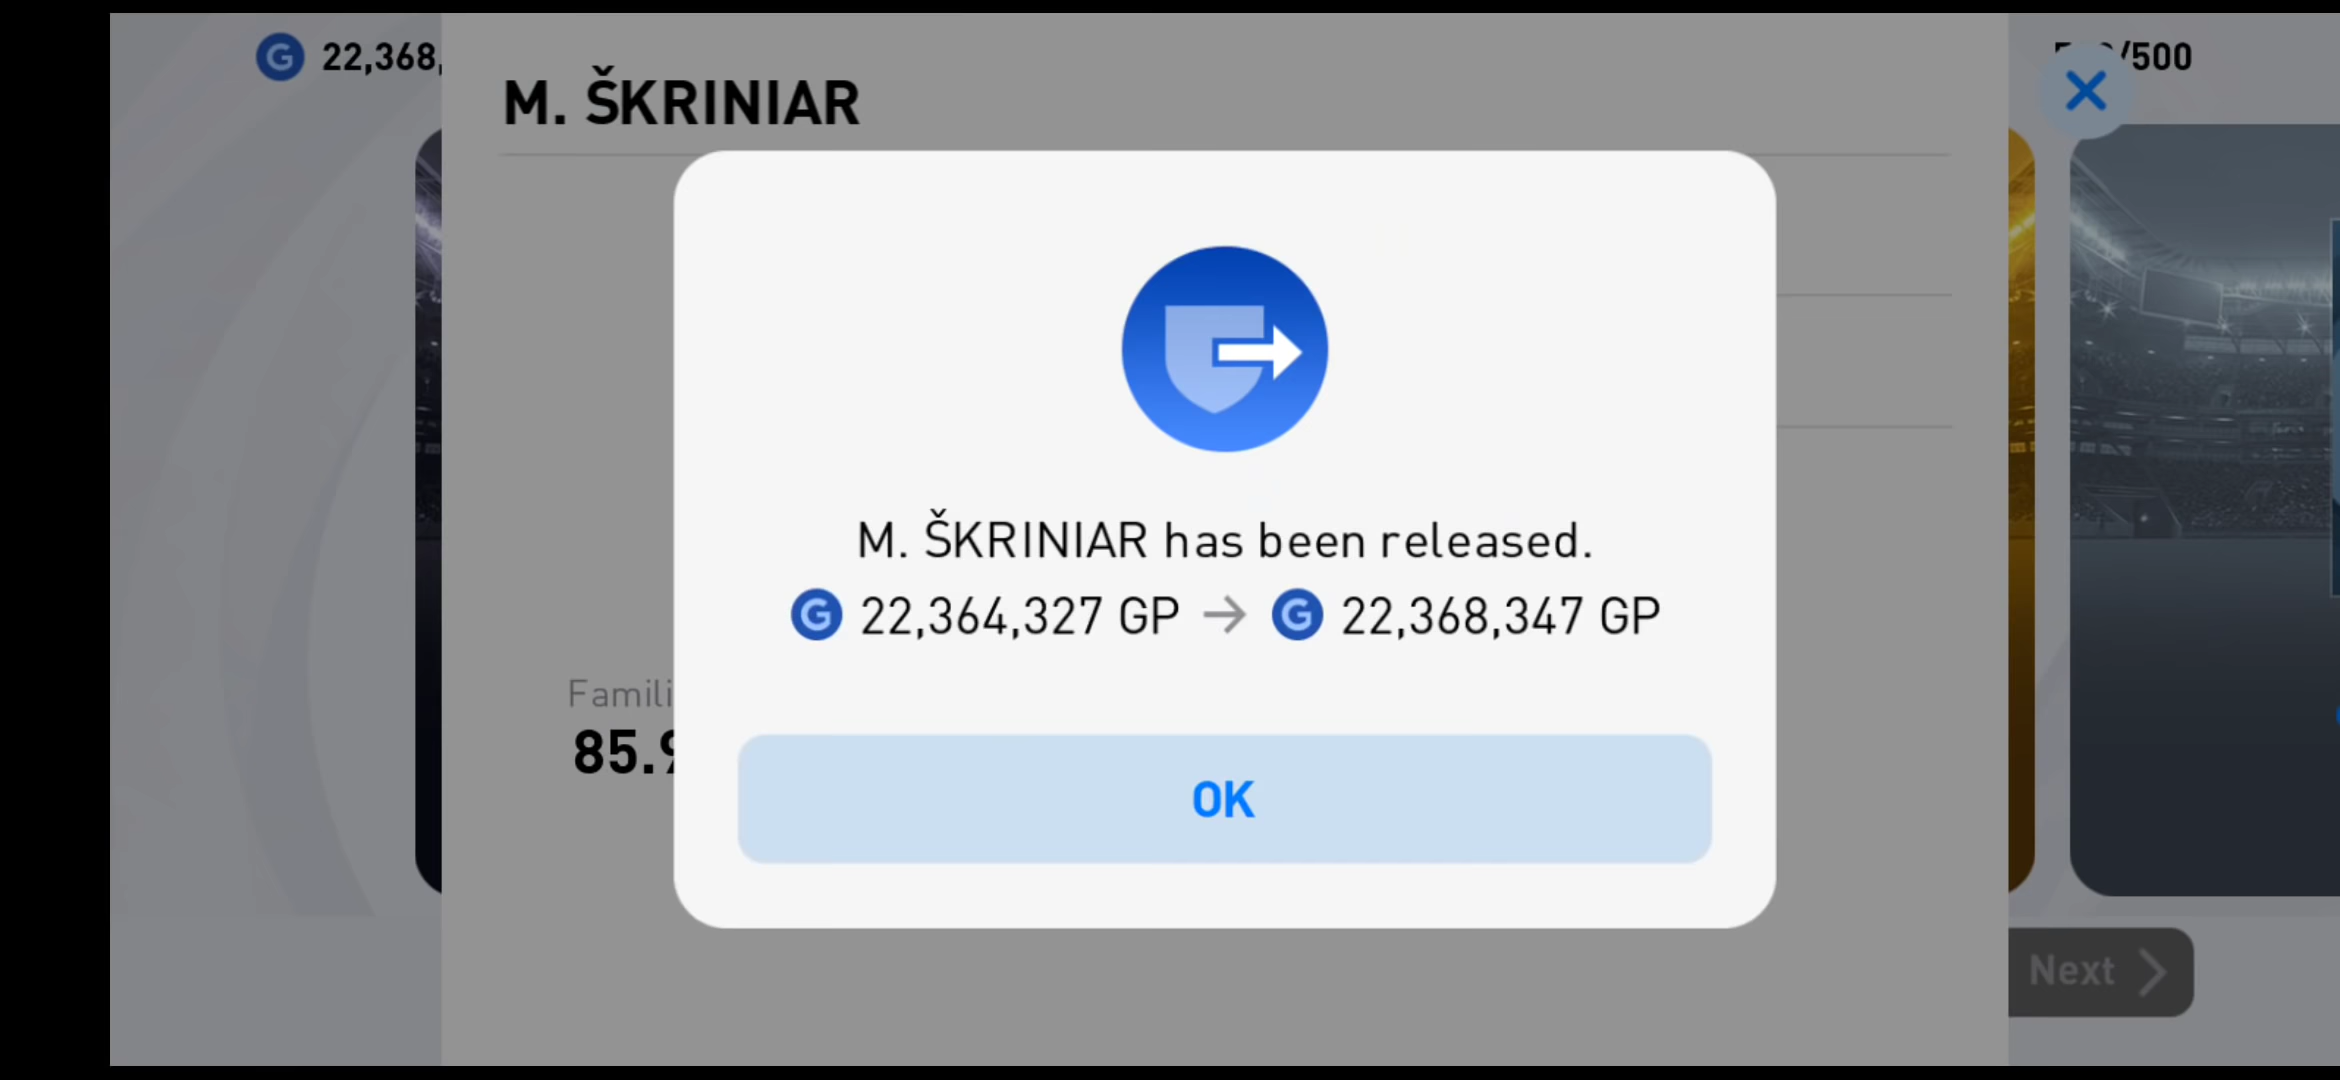 22,368,
/500
M. ŠKRINIAR
M. ŠKRINIAR has been released.
G 22,364,327 GP → G 22,368,347 GP
Famili
85.9
OK
Next